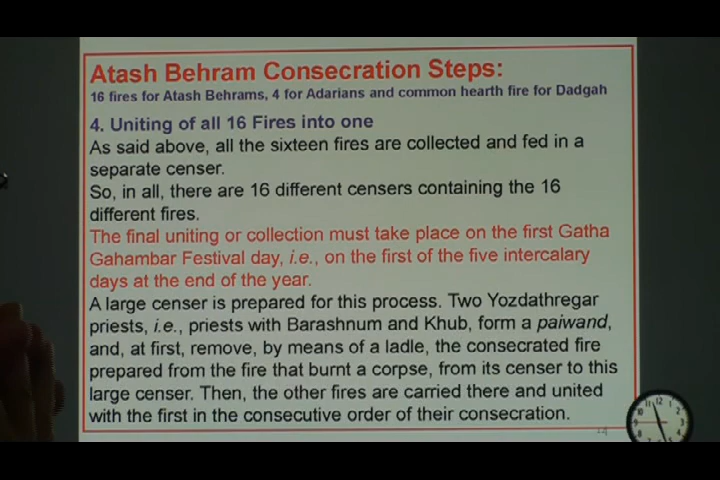 Atash Behram Consecration Steps:
16 fires for Atash Behrams, 4 for Adarians and common hearth fire for Dadgah
4. Uniting of all 16 Fires into one
As said above, all the sixteen fires are collected and fed in a
separate censer.
So, in all, there are 16 different censers containing the 16
different fires.
The final uniting or collection must take place on the first Gatha
Gahambar Festival day, i.e., on the first of the five intercalary
days at the end of the year.
A large censer is prepared for this process. Two Yozdathregar
priests, i.e., priests with Barashnum and Khub, form a paiwand,
and, at first, remove, by means of a ladle, the consecrated fire
prepared from the fire that burnt a corpse, from its censer to this
large censer. Then, the other fires are carried there and united
with the first in the consecutive order of their consecration.